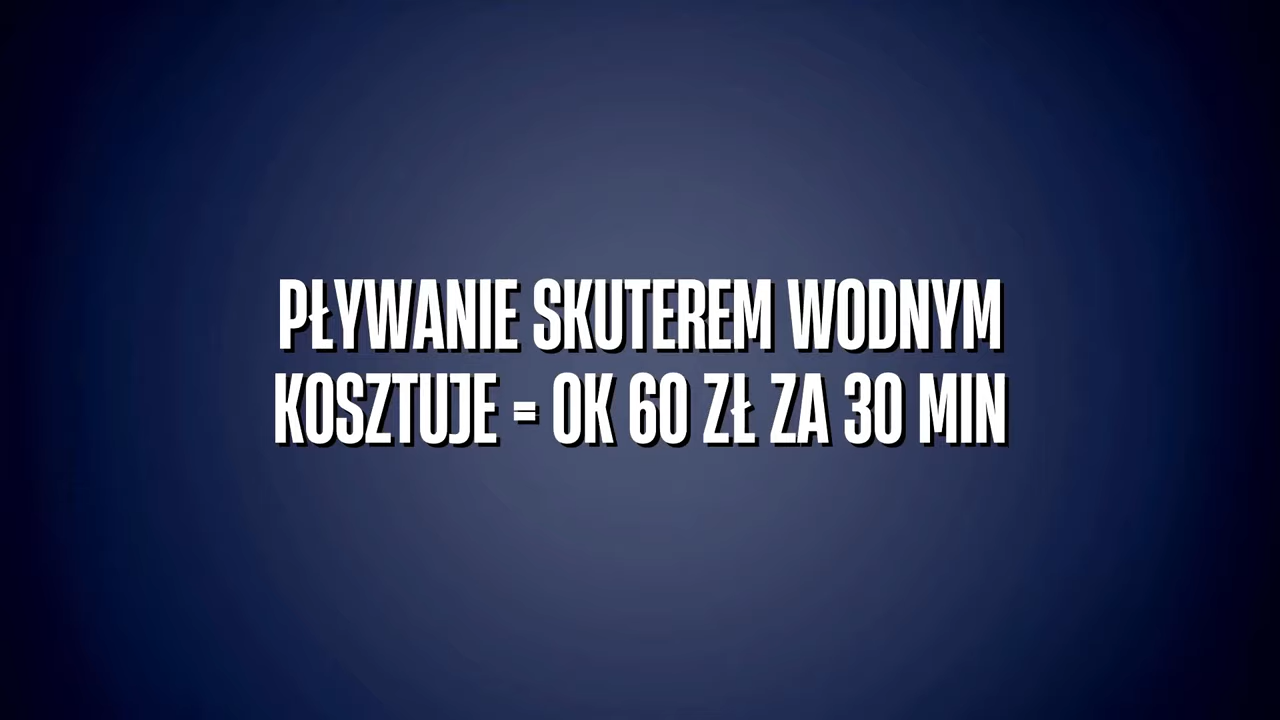 PŁYWANIE SKUTEREM WODNYM
KOSZTUJE = OK 60 ZŁ ZA 30 MIN